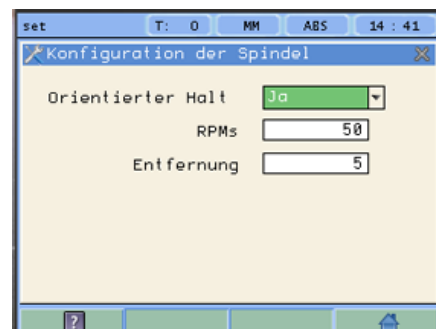 set T: 0 MM ABS 14 : 41
Konfiguration der Spindel
Orientierter Halt Ja
RPMs 50
Entfernung 5
?